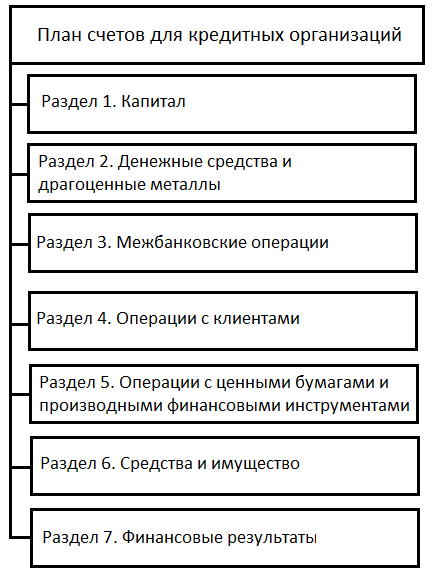 План счетов для кредитных организаций
Раздел 1. Капитал
Раздел 2. Денежные средства и
драгоценные металлы
Раздел 3. Межбанковские операции
Раздел 4. Операции с клиентами
Раздел 5. Операции с ценными бумагами и
производными финансовыми инструментами
Раздел 6. Средства и имущество
Раздел 7. Финансовые результаты